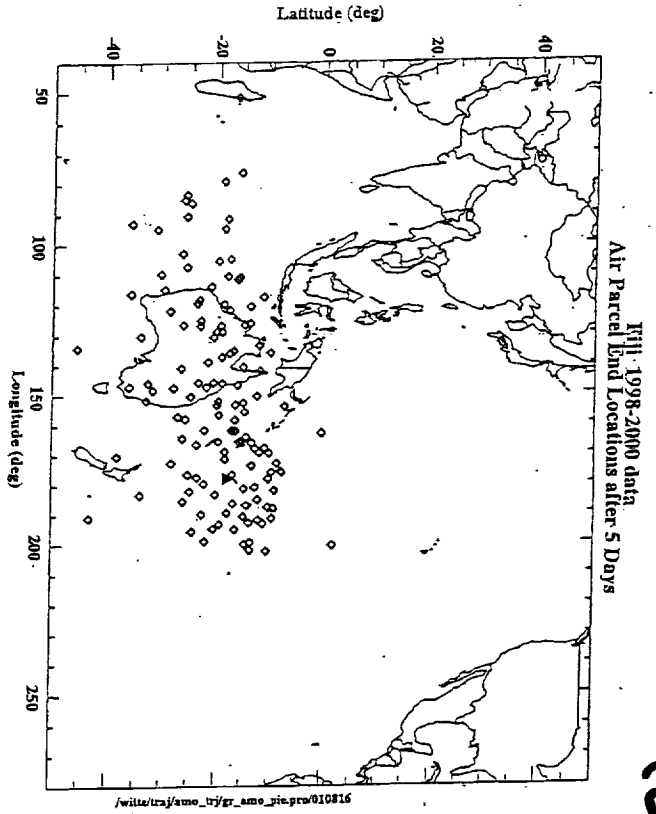 Fiji 1998-2000 data
Air Parcel End Locations after 5 Days
Latitude (deg)
40
20
0
-20
-40
50
100
150
200
250
Longitude (deg)
/witte/traj/amo_trj/gr_amo_pie.pro/010816